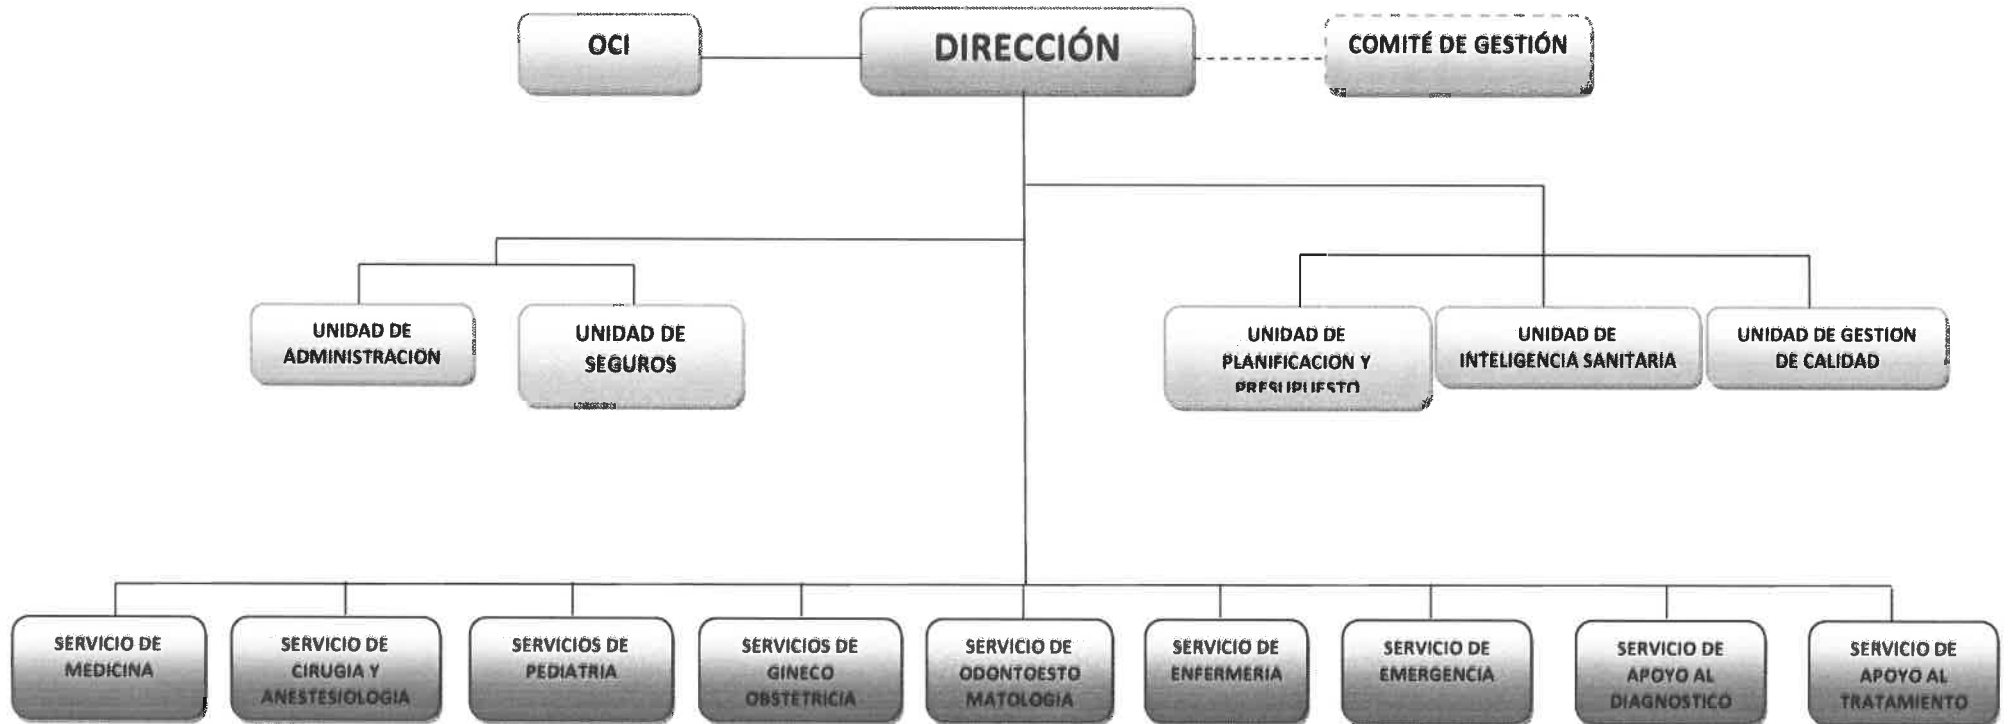 OCI
DIRECCIÓN
COMITÉ DE GESTIÓN
UNIDAD DE
ADMINISTRACION
UNIDAD DE
SEGUROS
UNIDAD DE
PLANIFICACION Y
PRESUPUESTO
UNIDAD DE
INTELIGENCIA SANITARIA
UNIDAD DE GESTION
DE CALIDAD
SERVICIO DE
MEDICINA
SERVICIO DE
CIRUGIA Y
ANESTESIOLOGIA
SERVICIOS DE
PEDIATRIA
SERVICIOS DE
GINECO
OBSTETRICIA
SERVICIO DE
ODONTOESTO
MATOLOGIA
SERVICIO DE
ENFERMERIA
SERVICIO DE
EMERGENCIA
SERVICIO DE
APOYO AL
DIAGNOSTICO
SERVICIO DE
APOYO AL
TRATAMIENTO